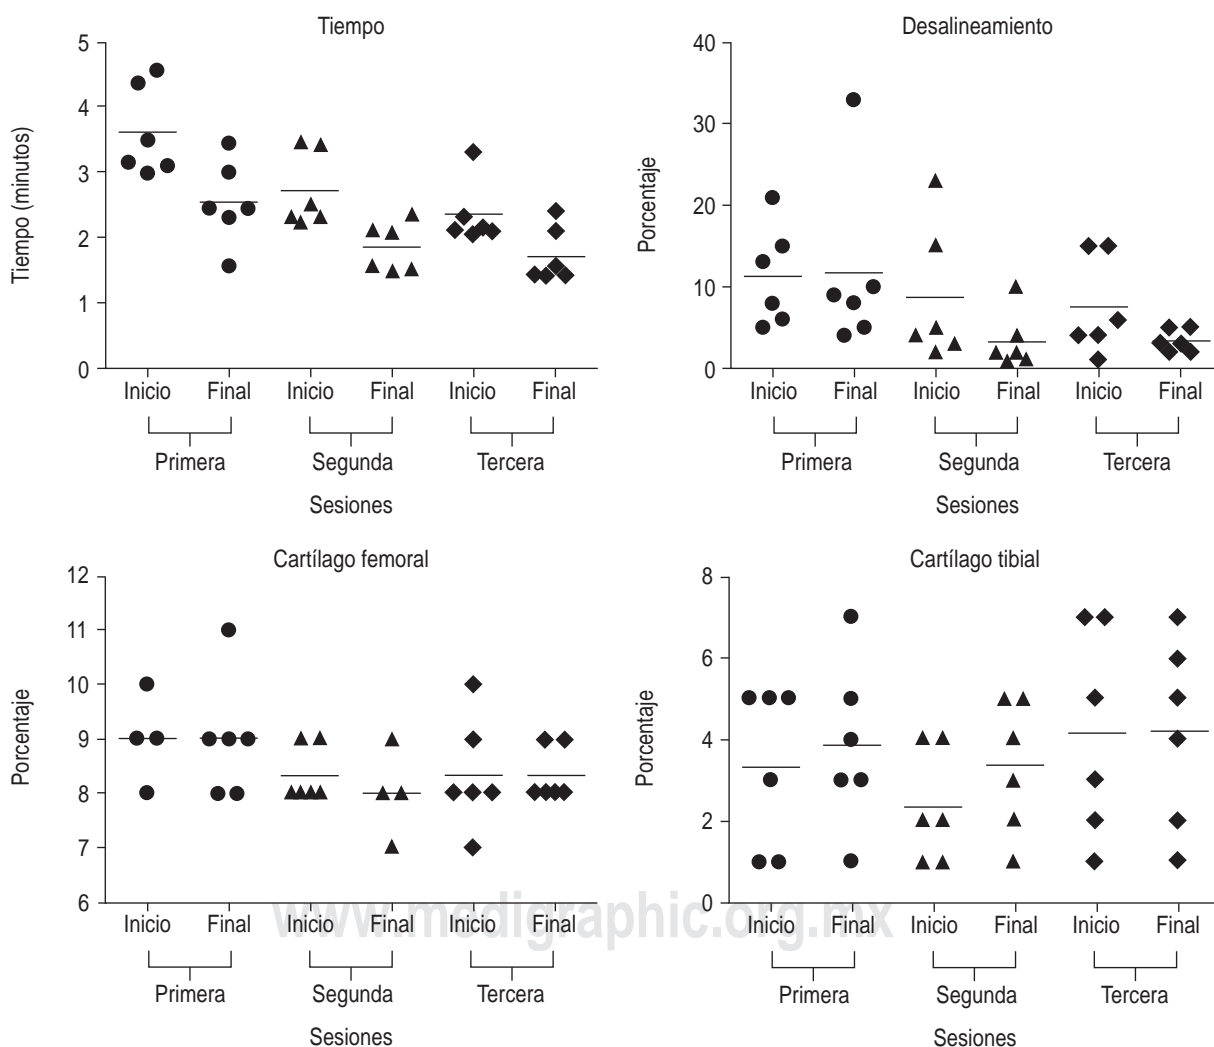 Tiempo
Tiempo (minutos)
5
4
3
2
1
0
Inicio Final Inicio Final Inicio Final
Primera Segunda Tercera
Sesiones
Desalineamiento
Porcentaje
40
30
20
10
0
Inicio Final Inicio Final Inicio Final
Primera Segunda Tercera
Sesiones
Cartílago femoral
Porcentaje
12
11
10
9
8
7
6
Inicio Final Inicio Final Inicio Final
Primera Segunda Tercera
Sesiones
Cartílago tibial
Porcentaje
8
6
4
2
0
Inicio Final Inicio Final Inicio Final
Primera Segunda Tercera
Sesiones
www.medigraphic.org.mx